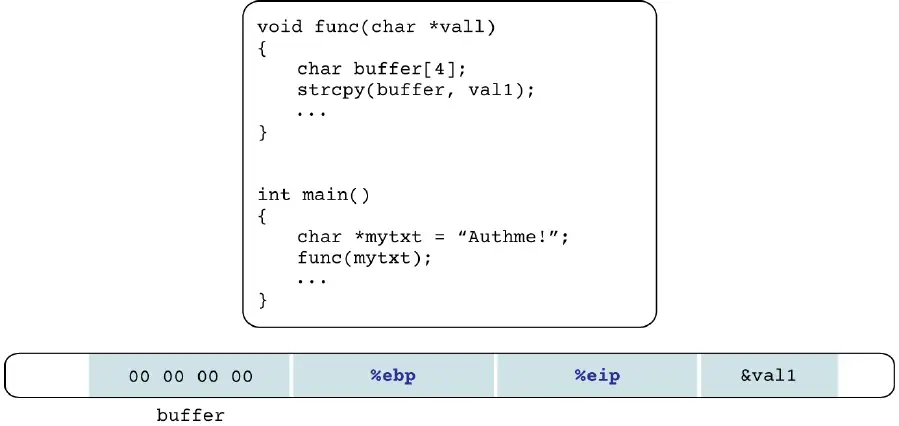 void func(char *val1)
{
char buffer[4];
strcpy(buffer, val1);
...
}
int main()
{
char *mytxt = “Authme!”;
func(mytxt);
...
}
00 00 00 00 %ebp %eip &val1
buffer